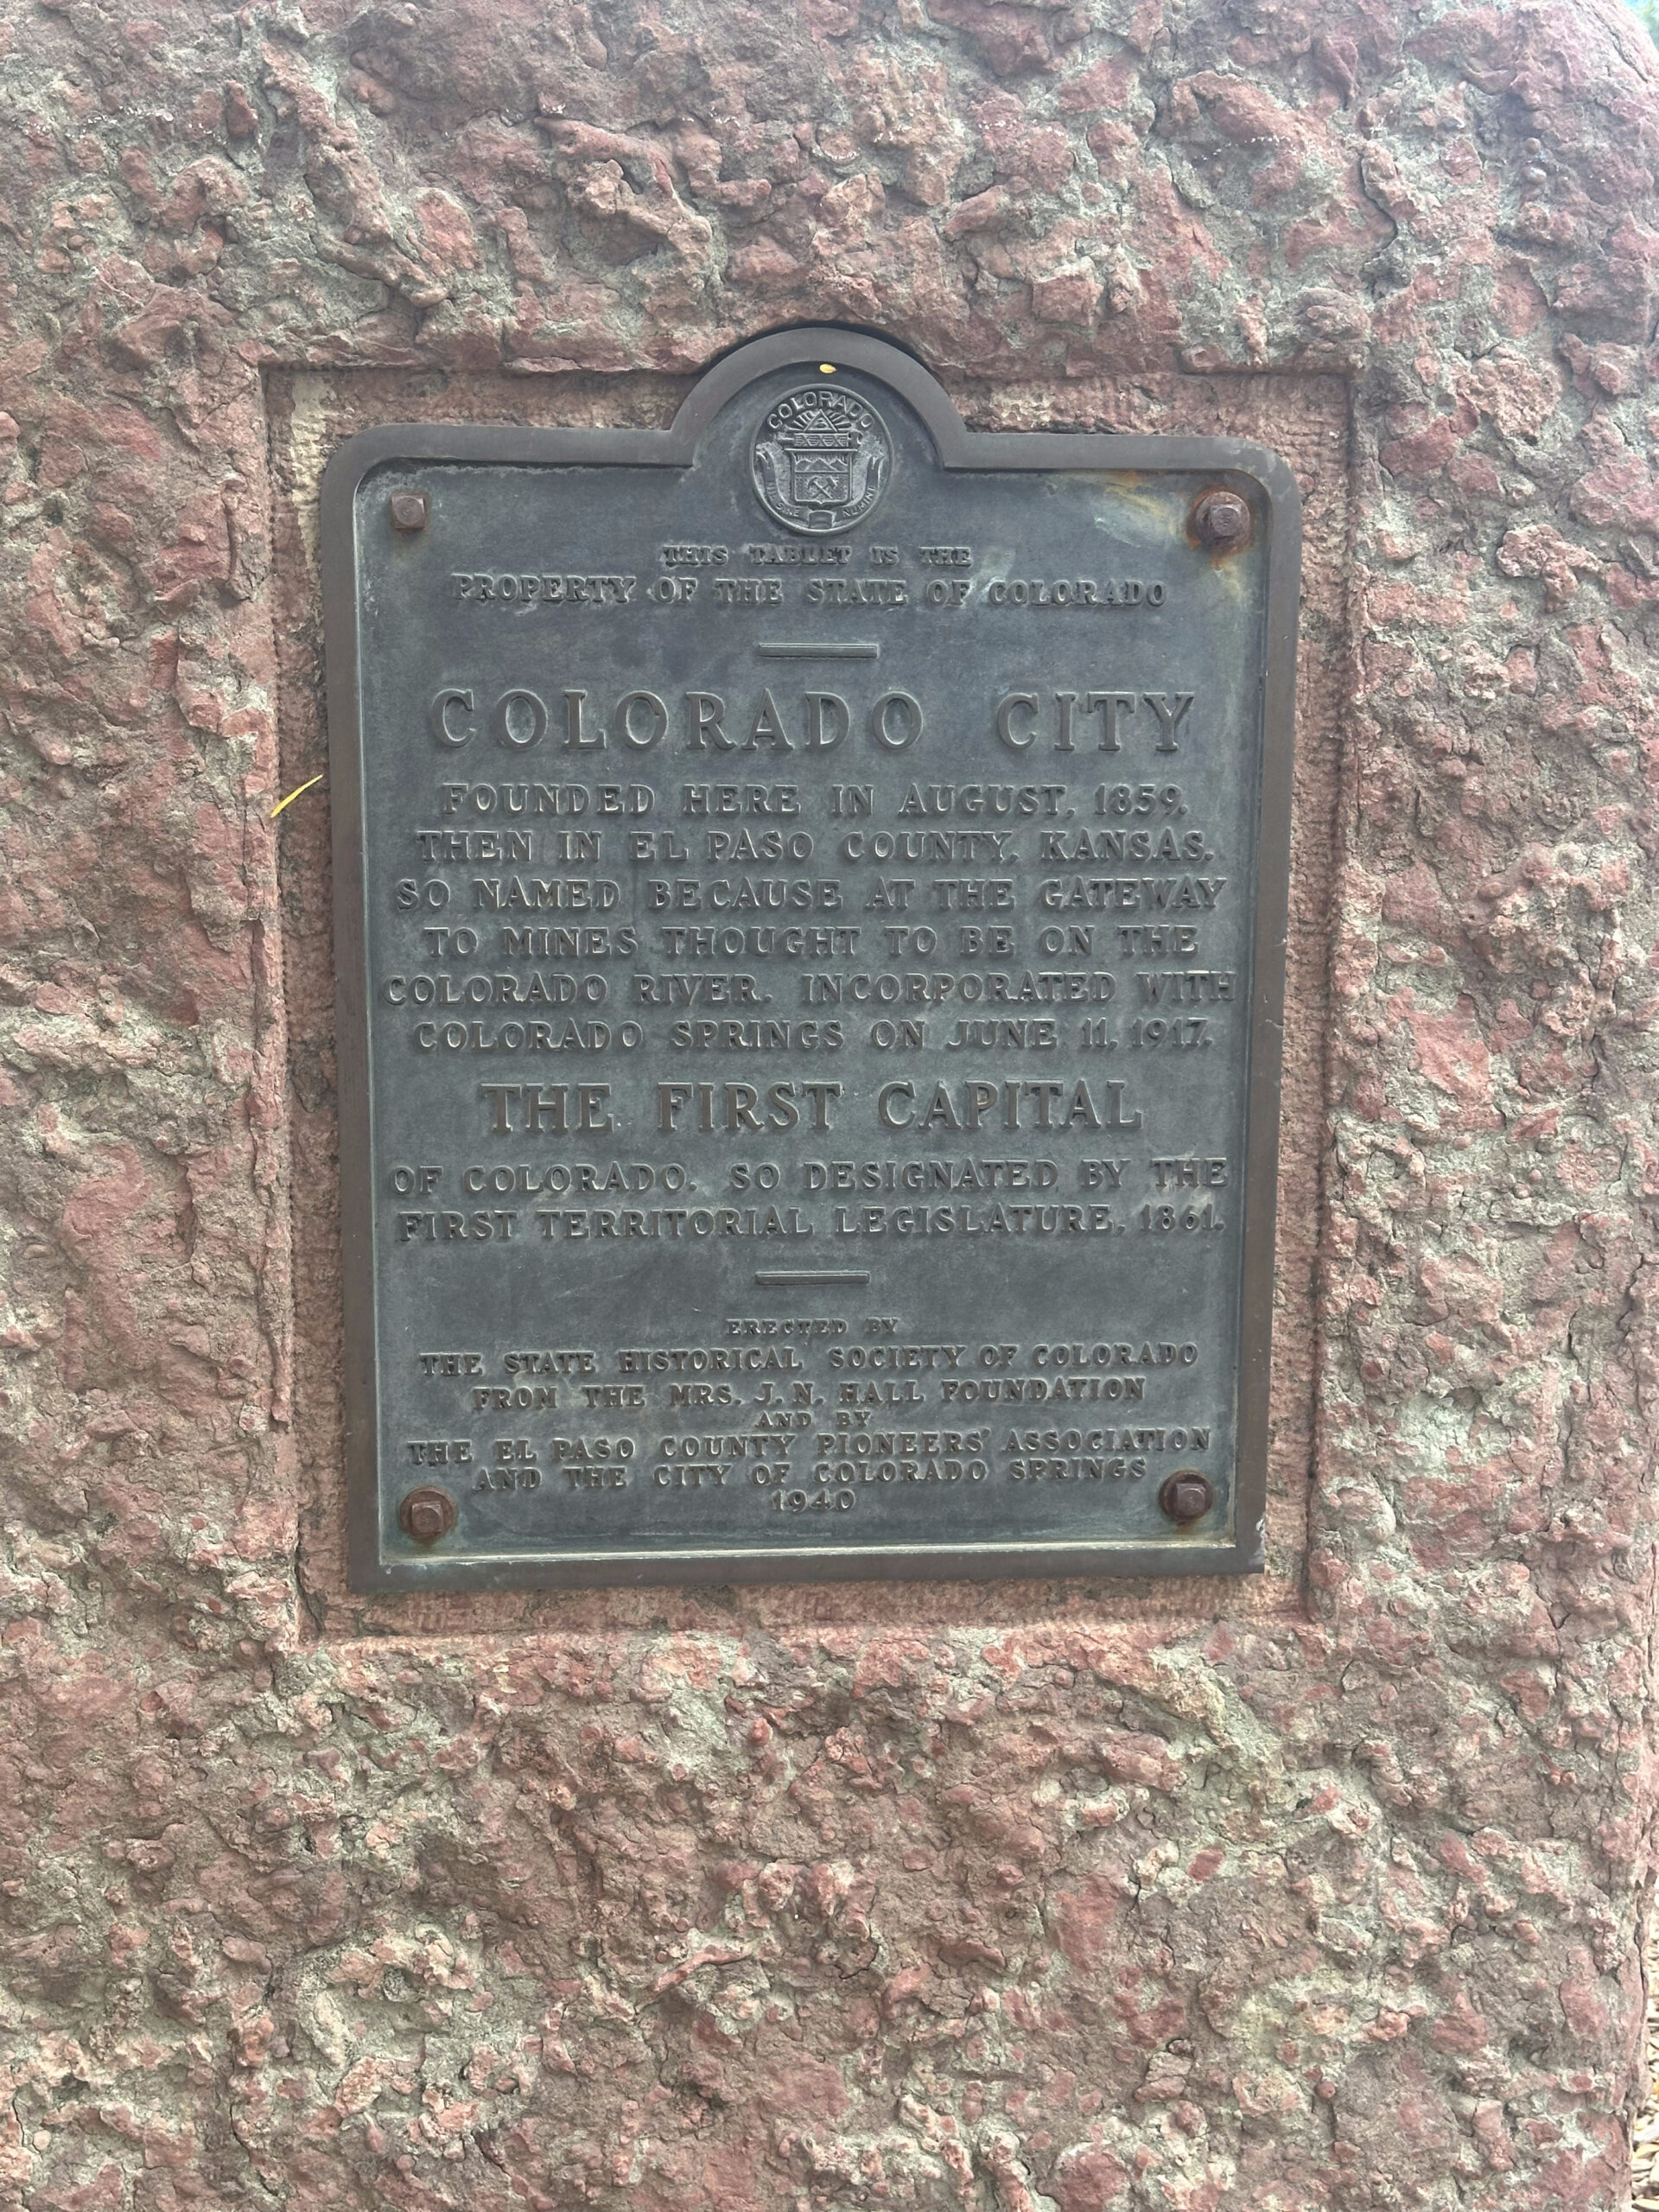 COLORADO
NIL SINE NUMINE
THIS TABLET IS THE
PROPERTY OF THE STATE OF COLORADO
COLORADO CITY
FOUNDED HERE IN AUGUST, 1859,
THEN IN EL PASO COUNTY, KANSAS.
SO NAMED BECAUSE AT THE GATEWAY
TO MINES THOUGHT TO BE ON THE
COLORADO RIVER. INCORPORATED WITH
COLORADO SPRINGS ON JUNE 11, 1917.
THE FIRST CAPITAL
OF COLORADO. SO DESIGNATED BY THE
FIRST TERRITORIAL LEGISLATURE, 1861.
ERECTED BY
THE STATE HISTORICAL SOCIETY OF COLORADO
FROM THE MRS. J. N. HALL FOUNDATION
AND BY
THE EL PASO COUNTY PIONEERS' ASSOCIATION
AND THE CITY OF COLORADO SPRINGS
1940